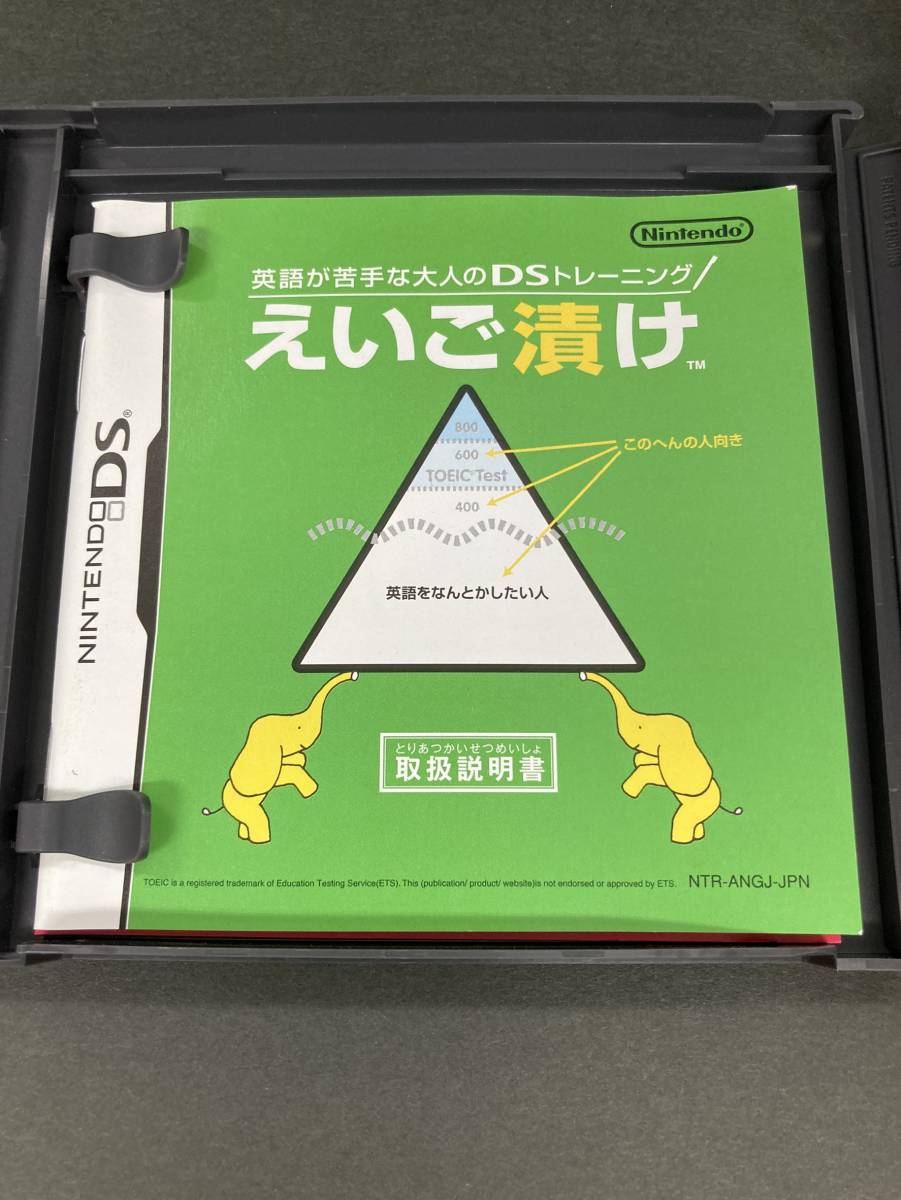 Nintendo
英語が苦手な大人のDSトレーニング
えいご漬け™
800
600
TOEIC® Test
400
このへんの人向き
英語をなんとかしたい人
とりあつかいせつめいしょ
取扱説明書
TOEIC is a registered trademark of Education Testing Service(ETS). This (publication/ product/ website)is not endorsed or approved by ETS.
NTR-ANGJ-JPN
NINTENDO DS®
PATENTS PENDING